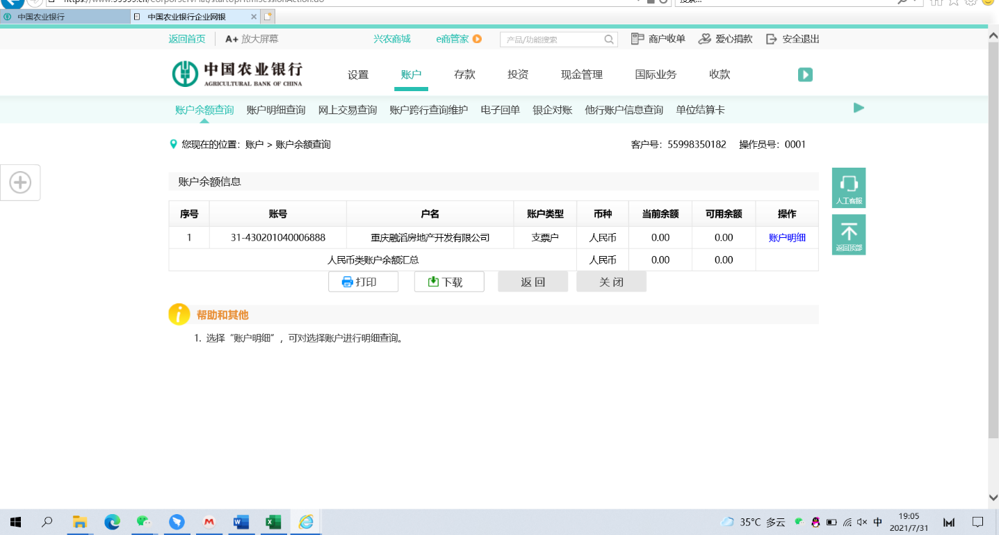 中国农业银行
中国农业银行企业网银
返回首页 A+ 放大屏幕 兴农商城 e商管家 产品/功能搜索 商户收单 爱心捐款 安全退出
中国农业银行
AGRICULTURAL BANK OF CHINA
设置 账户 存款 投资 现金管理 国际业务 收款
账户余额查询 账户明细查询 网上交易查询 账户跨行查询维护 电子回单 银企对账 他行账户信息查询 单位结算卡
您现在的位置：账户 > 账户余额查询 客户号：55998350182 操作员号：0001
账户余额信息
人工客服
序号 账号 户名 账户类型 币种 当前余额 可用余额 操作
1 31-430201040006888 重庆融滔房地产开发有限公司 支票户 人民币 0.00 0.00 账户明细
返回顶部
人民币类账户余额汇总 人民币 0.00 0.00
打印 下载 返 回 关 闭
帮助和其他
1. 选择“账户明细”，可对选择账户进行明细查询。
35°C 多云 中 19:05
2021/7/31